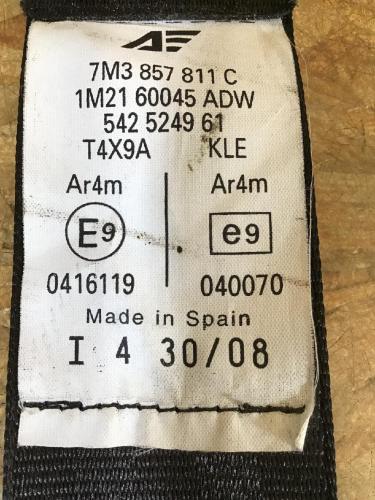 7M3 857 811 C
1M21 60045 ADW
542 5249 61
T4X9A KLE
Ar4m Ar4m
E9 e9
0416119 040070
Made in Spain
I 4 30/08